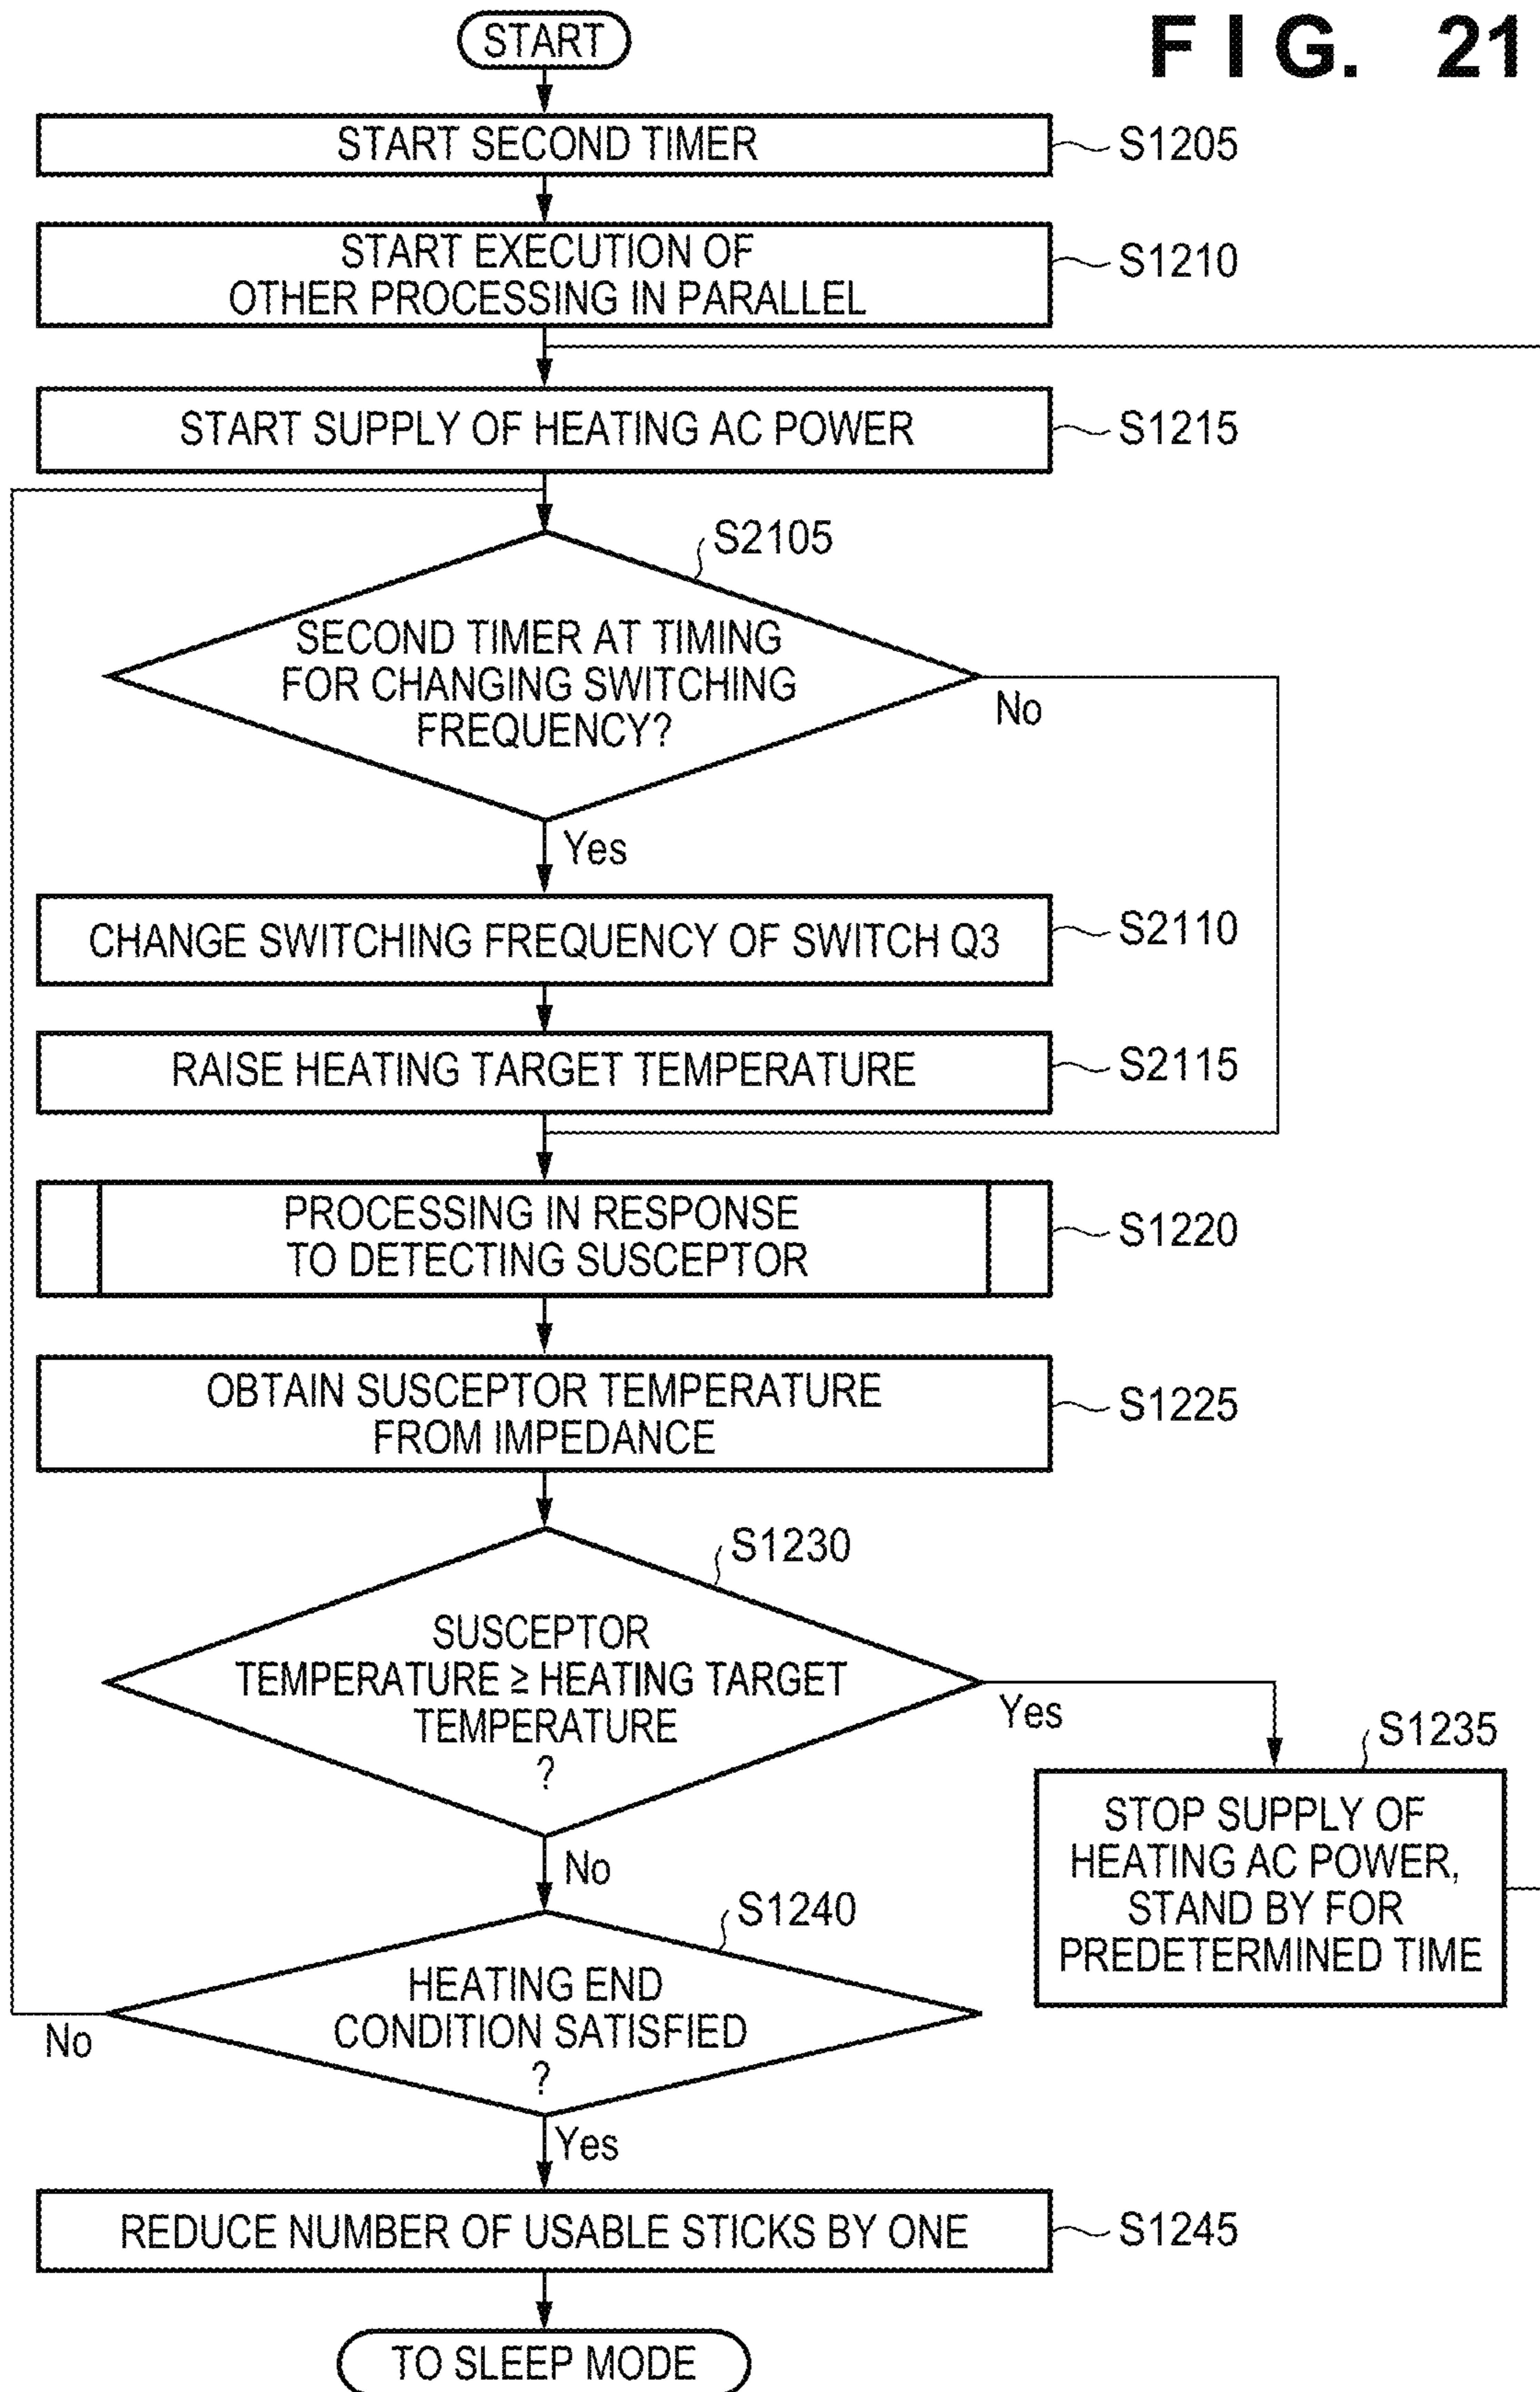 FIG. 21
START
START SECOND TIMER
S1205
START EXECUTION OF
OTHER PROCESSING IN PARALLEL
S1210
START SUPPLY OF HEATING AC POWER
S1215
S2105
SECOND TIMER AT TIMING
FOR CHANGING SWITCHING
FREQUENCY?
No
Yes
CHANGE SWITCHING FREQUENCY OF SWITCH Q3
S2110
RAISE HEATING TARGET TEMPERATURE
S2115
PROCESSING IN RESPONSE
TO DETECTING SUSCEPTOR
S1220
OBTAIN SUSCEPTOR TEMPERATURE
FROM IMPEDANCE
S1225
S1230
SUSCEPTOR
TEMPERATURE ≥ HEATING TARGET
TEMPERATURE
?
Yes
No
S1235
STOP SUPPLY OF
HEATING AC POWER,
STAND BY FOR
PREDETERMINED TIME
S1240
HEATING END
CONDITION SATISFIED
?
No
Yes
REDUCE NUMBER OF USABLE STICKS BY ONE
S1245
TO SLEEP MODE